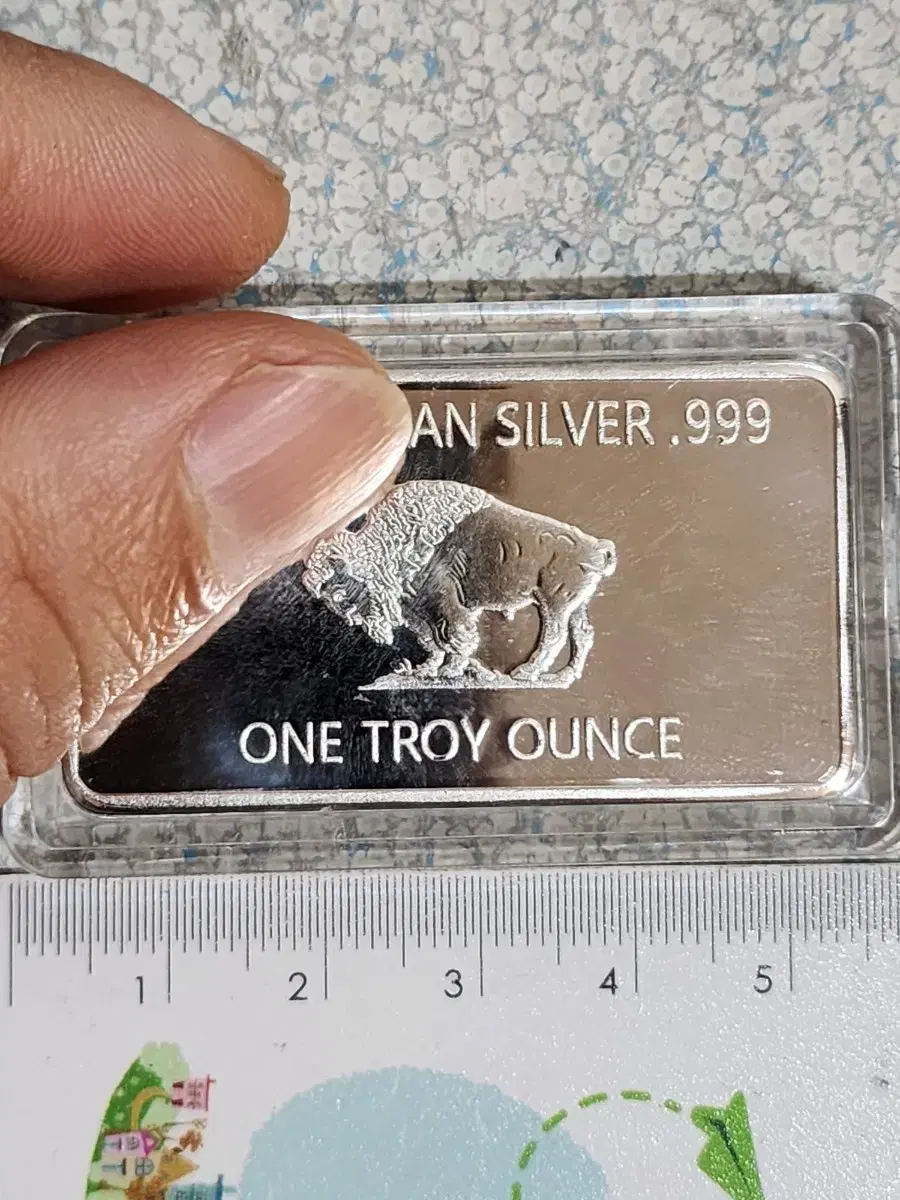 AN SILVER .999
ONE TROY OUNCE
1 2 3 4 5